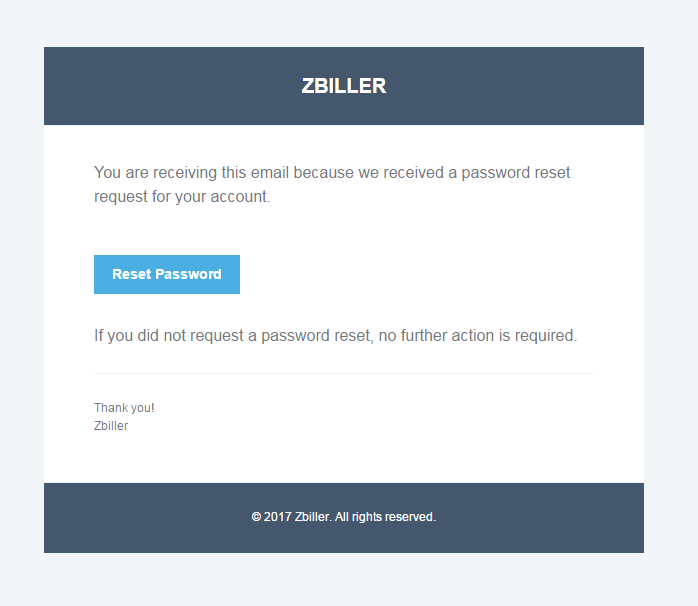 ZBILLER
You are receiving this email because we received a password reset
request for your account.
Reset Password
If you did not request a password reset, no further action is required.
Thank you!
Zbiller
© 2017 Zbiller. All rights reserved.